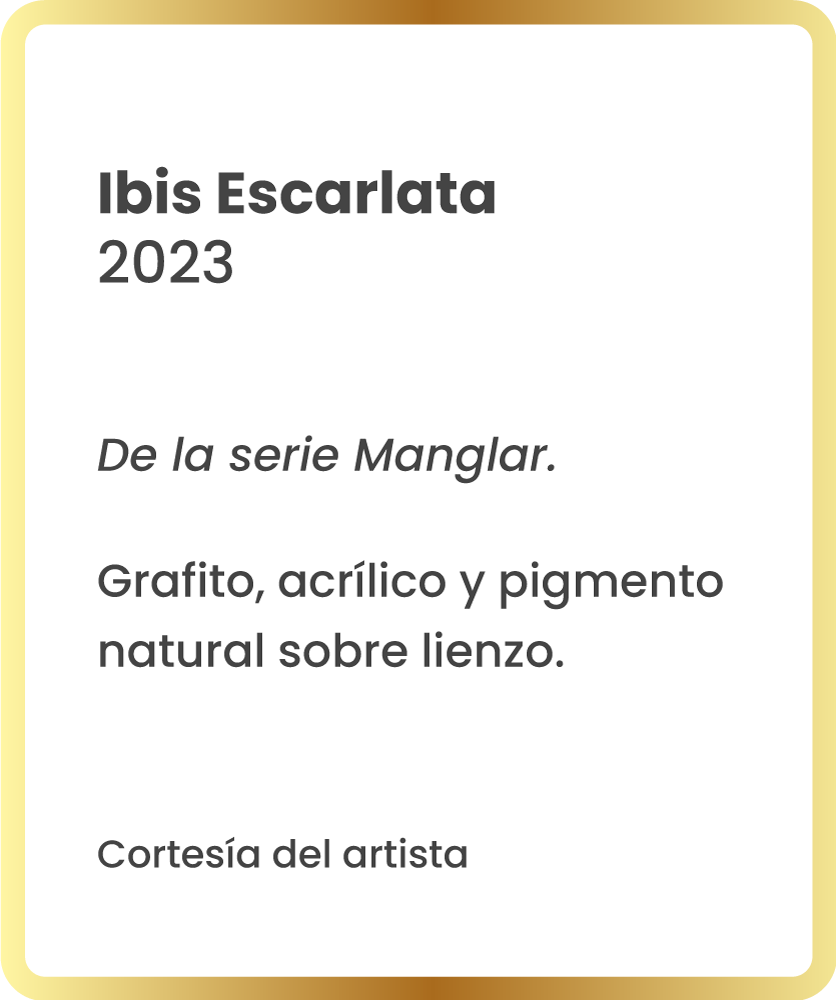 Ibis Escarlata
2023
De la serie Manglar.
Grafito, acrílico y pigmento
natural sobre lienzo.
Cortesía del artista